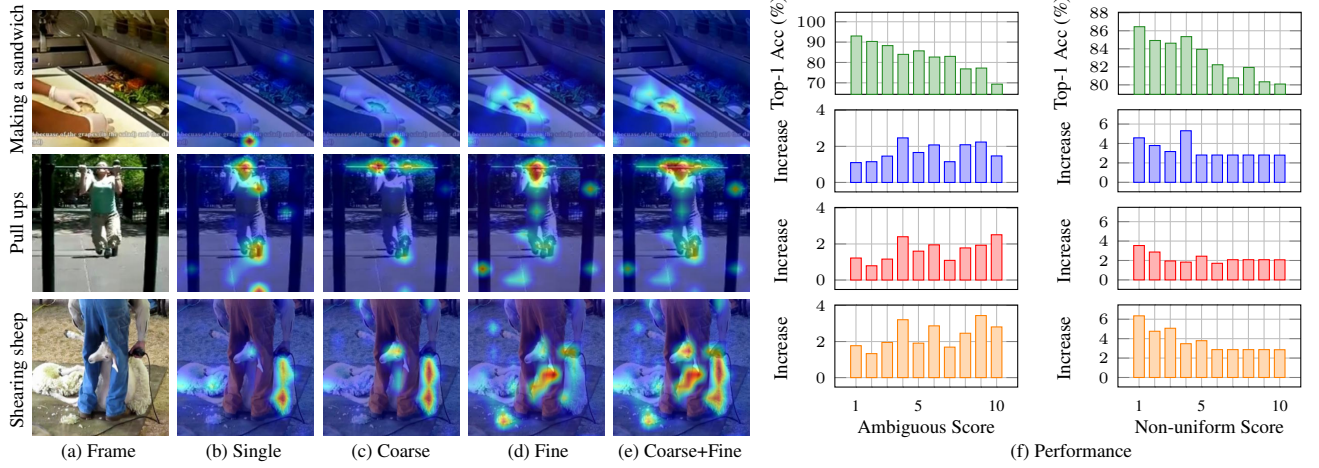 Making a sandwich
Pull ups
Shearing sheep
(a) Frame
(b) Single
(c) Coarse
(d) Fine
(e) Coarse+Fine
Top-1 Acc (%)
100
90
80
70
Increase
4
2
0
Increase
4
2
0
Increase
4
2
0
1
5
10
Ambiguous Score
Top-1 Acc (%)
88
86
84
82
80
Increase
6
4
2
0
Increase
6
4
2
0
Increase
6
4
2
0
1
5
10
Non-uniform Score
(f) Performance